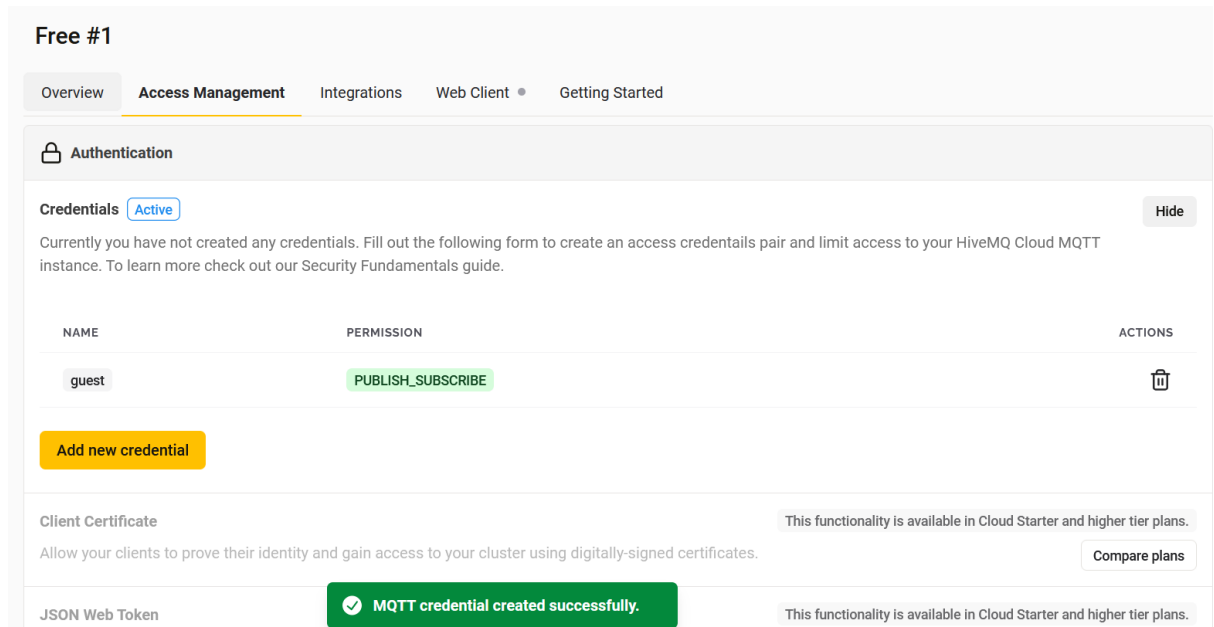 Free #1
Overview Access Management Integrations Web Client Getting Started
Authentication
Credentials Active Hide
Currently you have not created any credentials. Fill out the following form to create an access credentails pair and limit access to your HiveMQ Cloud MQTT
instance. To learn more check out our Security Fundamentals guide.
NAME PERMISSION ACTIONS
guest PUBLISH_SUBSCRIBE
Add new credential
Client Certificate This functionality is available in Cloud Starter and higher tier plans.
Allow your clients to prove their identity and gain access to your cluster using digitally-signed certificates. Compare plans
MQTT credential created successfully.
JSON Web Token This functionality is available in Cloud Starter and higher tier plans.